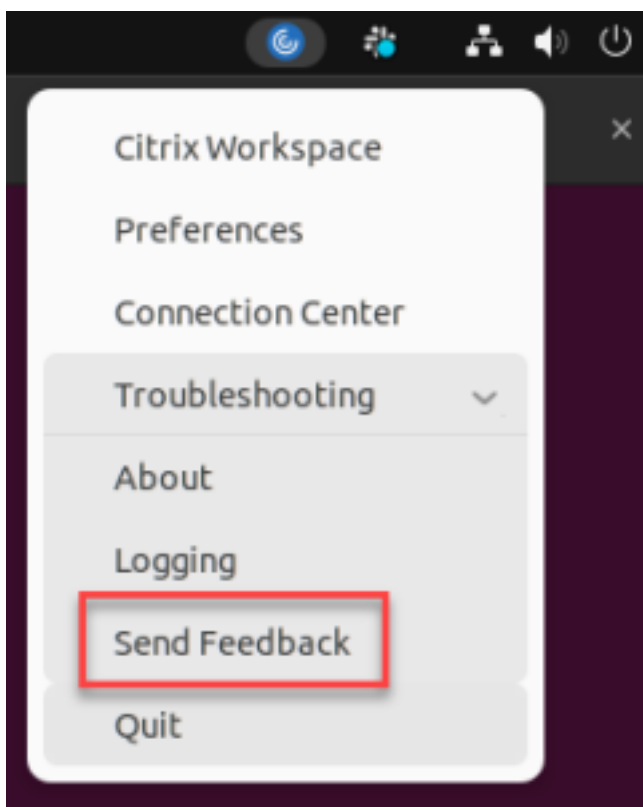 Citrix Workspace
Preferences
Connection Center
Troubleshooting
About
Logging
Send Feedback
Quit